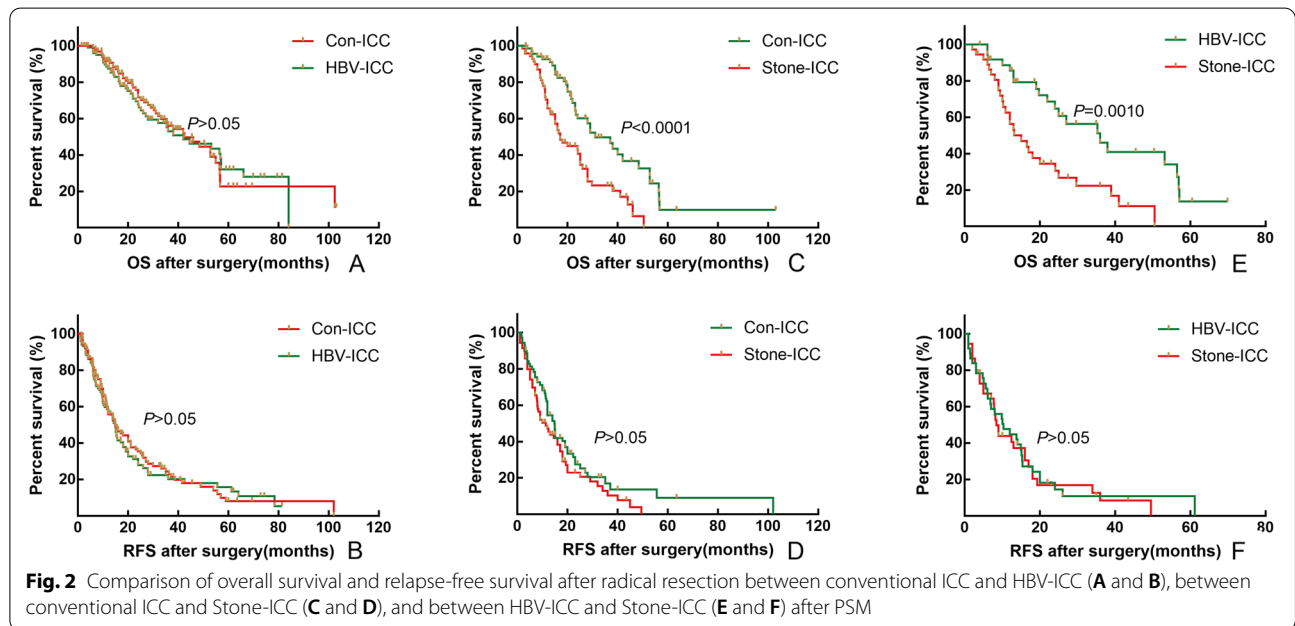 Percent survival (%)
100
80
60
40
20
0 20 40 60 80 100 120
Con-ICC
HBV-ICC
P>0.05
OS after surgery(months)
A
Percent survival (%)
100
80
60
40
20
0 20 40 60 80 100 120
Con-ICC
Stone-ICC
P<0.0001
OS after surgery(months)
C
Percent survival (%)
100
80
60
40
20
0 20 40 60 80
HBV-ICC
Stone-ICC
P=0.0010
OS after surgery(months)
E
Percent survival (%)
100
80
60
40
20
0 20 40 60 80 100 120
Con-ICC
HBV-ICC
P>0.05
RFS after surgery(months)
B
Percent survival (%)
100
80
60
40
20
0 20 40 60 80 100 120
Con-ICC
Stone-ICC
P>0.05
RFS after surgery(months)
D
Percent survival (%)
100
80
60
40
20
0 20 40 60 80
HBV-ICC
Stone-ICC
P>0.05
RFS after surgery(months)
F
Fig. 2 Comparison of overall survival and relapse-free survival after radical resection between conventional ICC and HBV-ICC (A and B), between
conventional ICC and Stone-ICC (C and D), and between HBV-ICC and Stone-ICC (E and F) after PSM